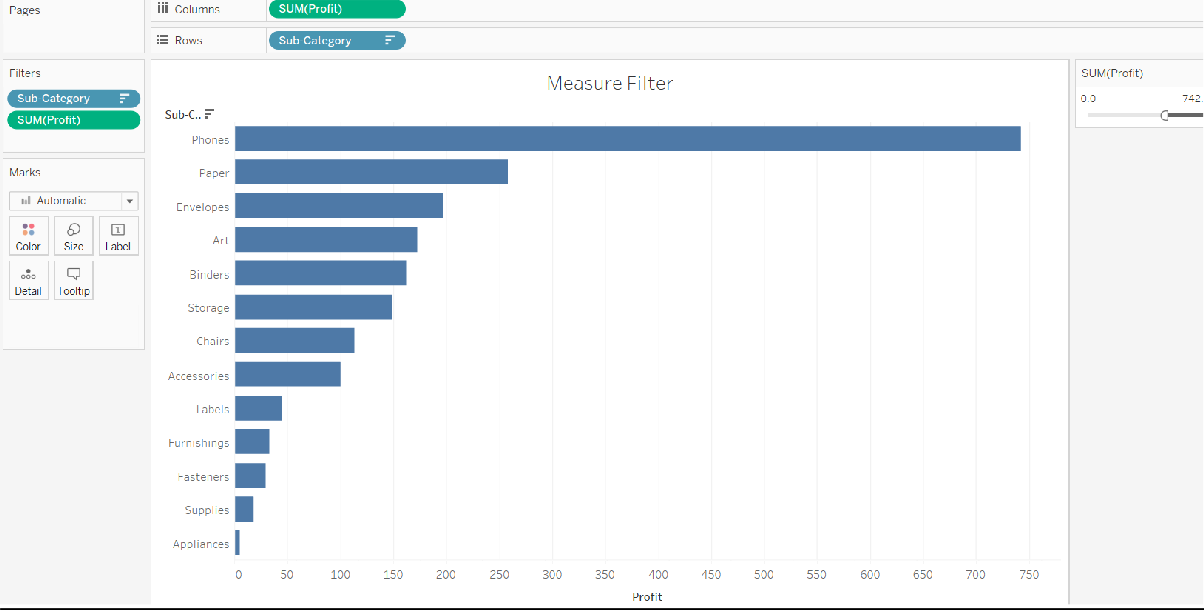 Pages
Columns
SUM(Profit)
Rows
Sub-Category
Filters
Sub-Category
SUM(Profit)
Marks
Automatic
Color
Size
Label
Detail
Tooltip
Measure Filter
Sub-C..
Phones
Paper
Envelopes
Art
Binders
Storage
Chairs
Accessories
Labels
Furnishings
Fasteners
Supplies
Appliances
0 50 100 150 200 250 300 350 400 450 500 550 600 650 700 750
Profit
SUM(Profit)
0.0 742.